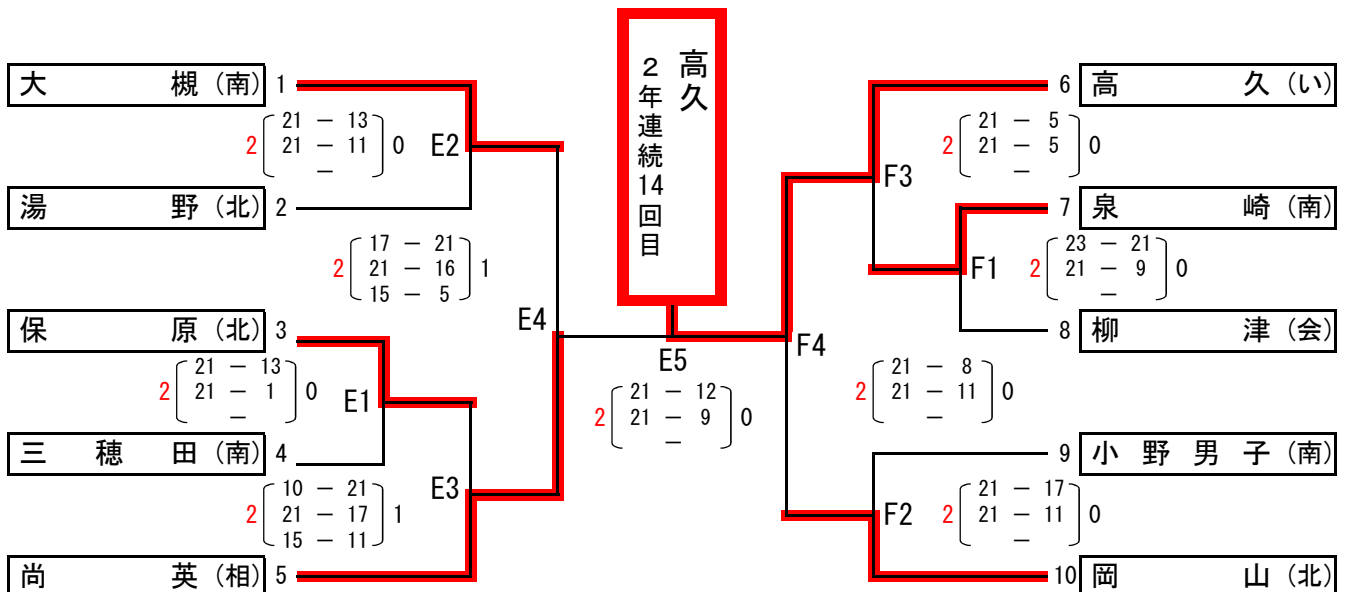 高久
2年連続14回目
大槻(南) 1
21 － 13
2 21 － 11 0
－
E2
湯野(北) 2
17 － 21
2 21 － 16 1
15 － 5
E4
保原(北) 3
21 － 13
2 21 － 1 0
－
E1
三穂田(南) 4
10 － 21
2 21 － 17 1
15 － 11
E3
尚英(相) 5
E5
21 － 12
2 21 － 9 0
－
6 高久(い)
21 － 5
2 21 － 5 0
－
F3
7 泉崎(南)
23 － 21
2 21 － 9 0
－
F1
8 柳津(会)
F4
21 － 8
2 21 － 11 0
－
9 小野男子(南)
21 － 17
2 21 － 11 0
－
F2
10 岡山(北)